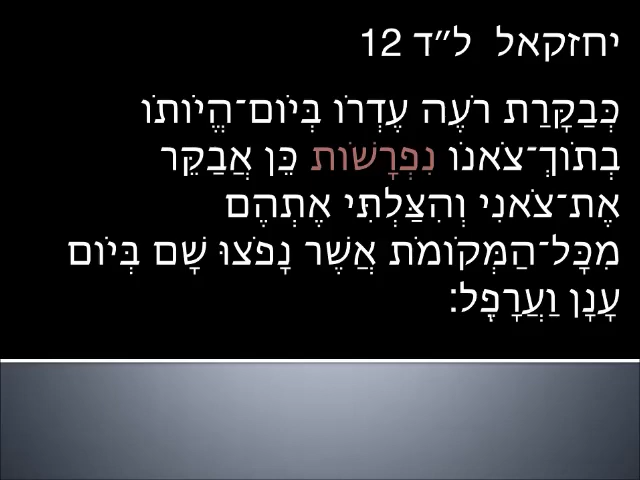 יחזקאל ל״ד 12
כְּבַקָּרַת רֹעֶה עֶדְרוֹ בְּיוֹם־הֱיוֹתוֹ
בְתוֹךְ־צֹאנוֹ נִפְרָשׁוֹת כֵּן אֲבַקֵּר
אֶת־צֹאנִי וְהִצַּלְתִּי אֶתְהֶם
מִכָּל־הַמְּקוֹמֹת אֲשֶׁר נָפֹצוּ שָׁם בְּיוֹם
עָנָן וַעֲרָפֶל׃